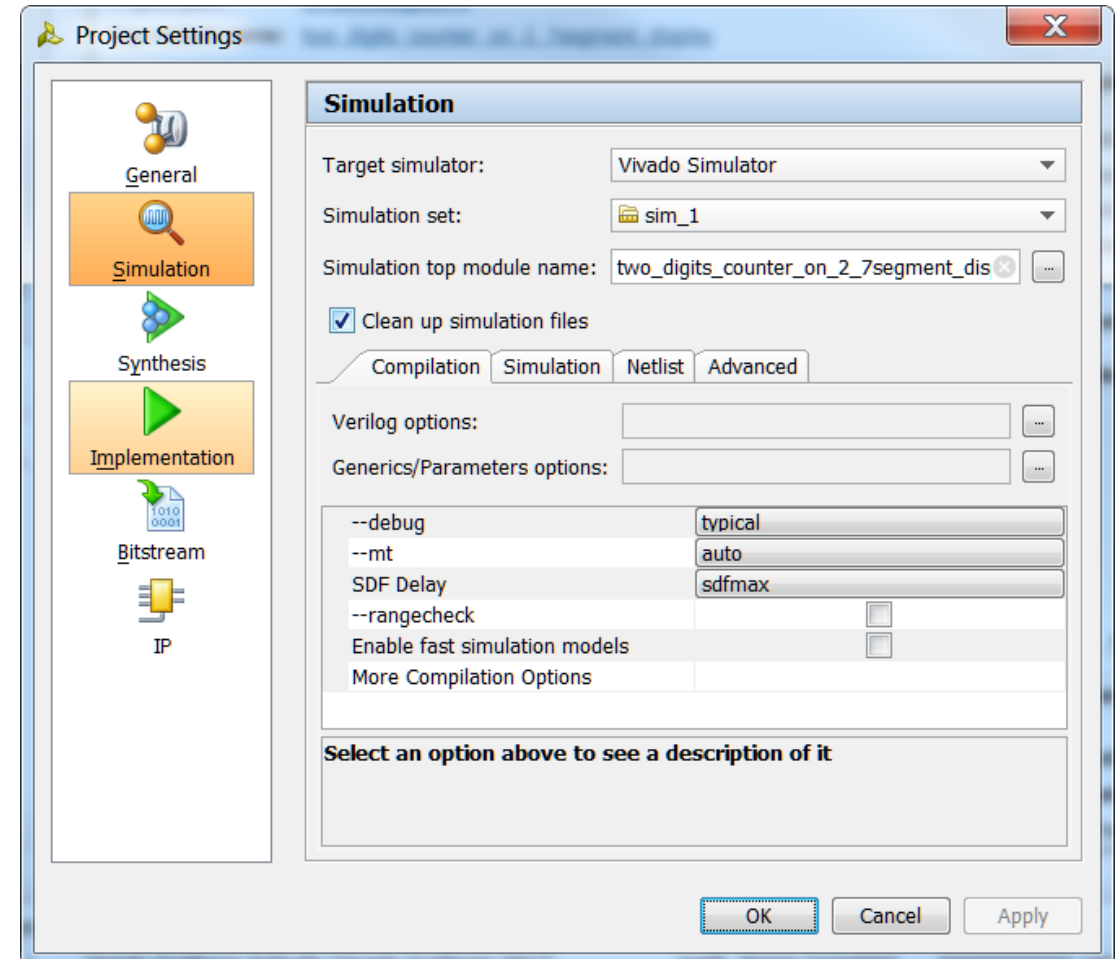 Project Settings
General
Simulation
Synthesis
Implementation
Bitstream
1010
0001
IP
Simulation
Target simulator: Vivado Simulator
Simulation set: sim_1
Simulation top module name: two_digits_counter_on_2_7segment_dis ...
Clean up simulation files
Compilation Simulation Netlist Advanced
Verilog options: ...
Generics/Parameters options: ...
--debug typical
--mt auto
SDF Delay sdfmax
--rangecheck
Enable fast simulation models
More Compilation Options
Select an option above to see a description of it
OK Cancel Apply